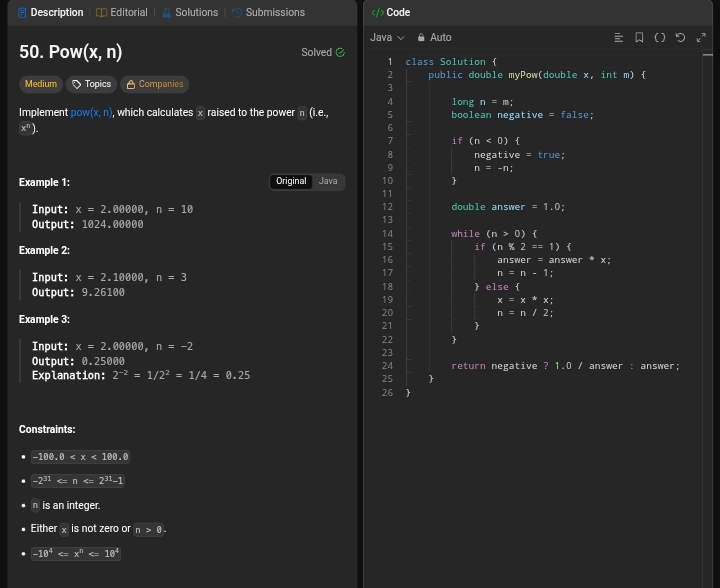 Description | Editorial | Solutions | Submissions
50. Pow(x, n)
Solved
Medium Topics Companies
Implement pow(x, n), which calculates x raised to the power n (i.e.,
xⁿ).
Example 1:
Original Java
Input: x = 2.00000, n = 10
Output: 1024.00000
Example 2:
Input: x = 2.10000, n = 3
Output: 9.26100
Example 3:
Input: x = 2.00000, n = -2
Output: 0.25000
Explanation: 2⁻² = 1/2² = 1/4 = 0.25
Constraints:
• -100.0 < x < 100.0
• -2³¹ <= n <= 2³¹-1
• n is an integer.
• Either x is not zero or n > 0.
• -10⁴ <= xⁿ <= 10⁴
</> Code
Java Auto
1 class Solution {
2     public double myPow(double x, int m) {
3
4         long n = m;
5         boolean negative = false;
6
7         if (n < 0) {
8             negative = true;
9             n = -n;
10         }
11
12         double answer = 1.0;
13
14         while (n > 0) {
15             if (n % 2 == 1) {
16                 answer = answer * x;
17                 n = n - 1;
18             } else {
19                 x = x * x;
20                 n = n / 2;
21             }
22         }
23
24         return negative ? 1.0 / answer : answer;
25     }
26 }